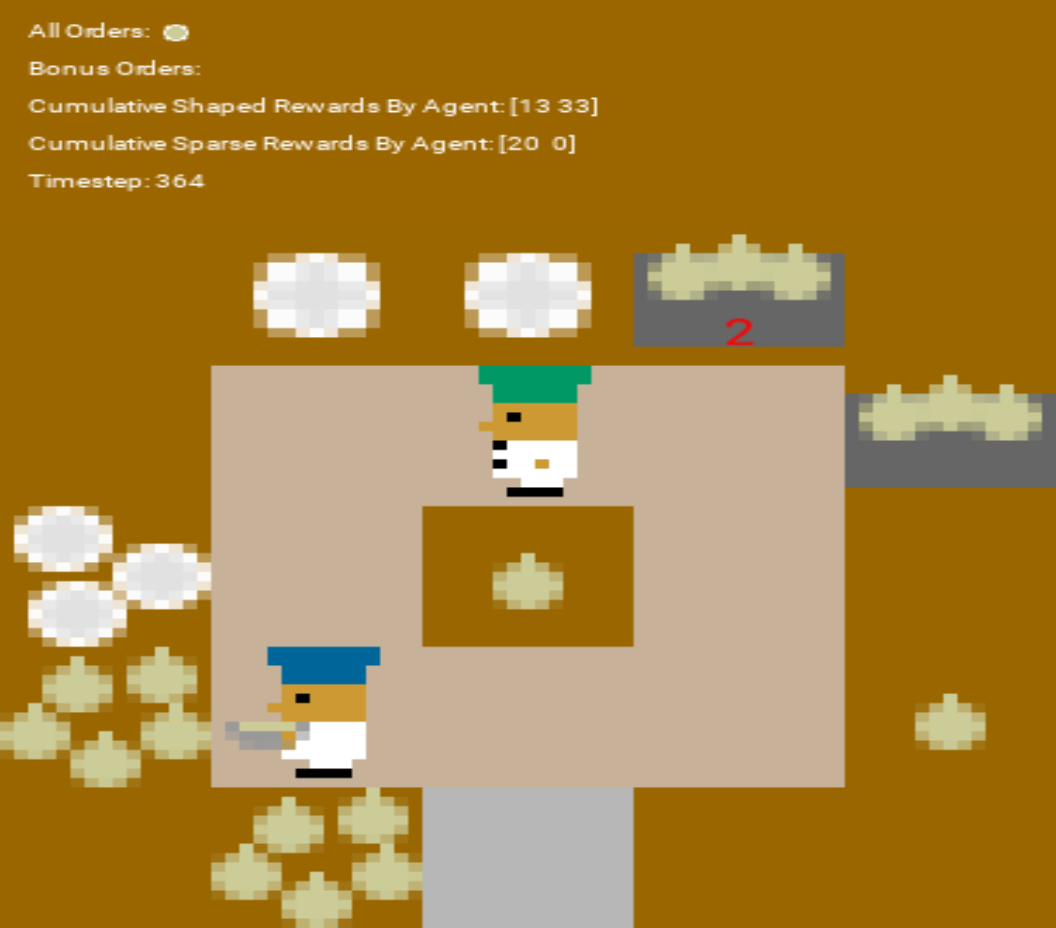 All Orders:
Bonus Orders:
Cumulative Shaped Rewards By Agent: [13 33]
Cumulative Sparse Rewards By Agent: [20  0]
Timestep: 364
2